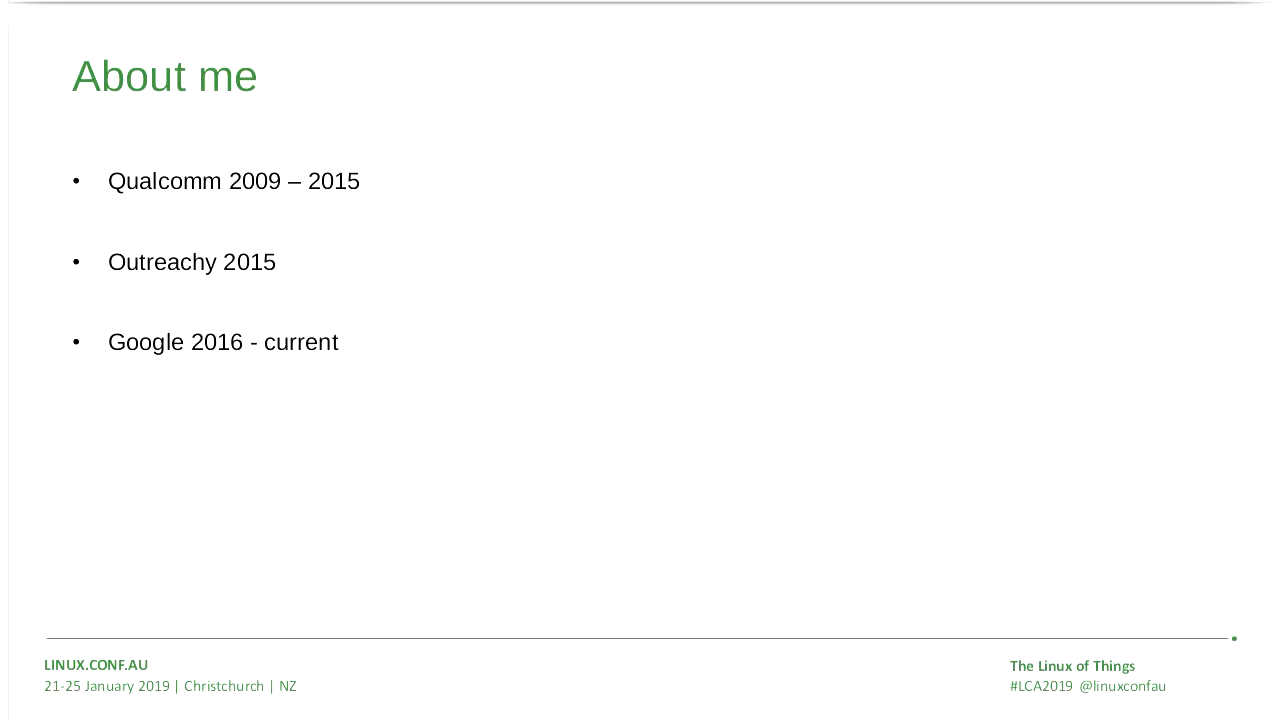 About me
• Qualcomm 2009 – 2015
• Outreachy 2015
• Google 2016 - current
LINUX.CONF.AU
21-25 January 2019 | Christchurch | NZ
The Linux of Things
#LCA2019 @linuxconfau